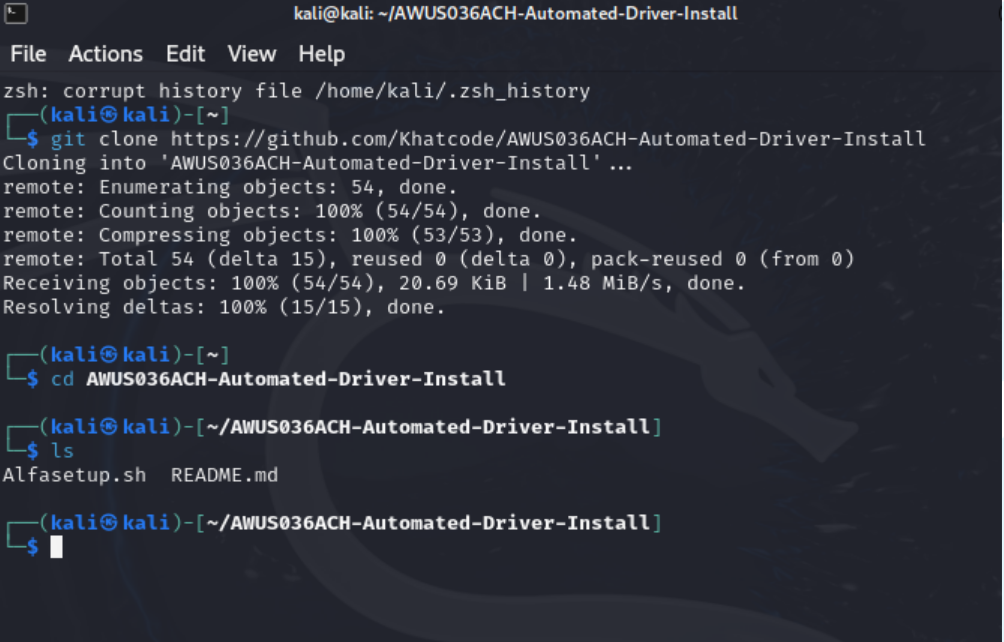 kali@kali: ~/AWUS036ACH-Automated-Driver-Install
File Actions Edit View Help
zsh: corrupt history file /home/kali/.zsh_history
┌──(kali㉿kali)-[~]
└─$ git clone https://github.com/Khatcode/AWUS036ACH-Automated-Driver-Install
Cloning into 'AWUS036ACH-Automated-Driver-Install'...
remote: Enumerating objects: 54, done.
remote: Counting objects: 100% (54/54), done.
remote: Compressing objects: 100% (53/53), done.
remote: Total 54 (delta 15), reused 0 (delta 0), pack-reused 0 (from 0)
Receiving objects: 100% (54/54), 20.69 KiB | 1.48 MiB/s, done.
Resolving deltas: 100% (15/15), done.
┌──(kali㉿kali)-[~]
└─$ cd AWUS036ACH-Automated-Driver-Install
┌──(kali㉿kali)-[~/AWUS036ACH-Automated-Driver-Install]
└─$ ls
Alfasetup.sh README.md
┌──(kali㉿kali)-[~/AWUS036ACH-Automated-Driver-Install]
└─$